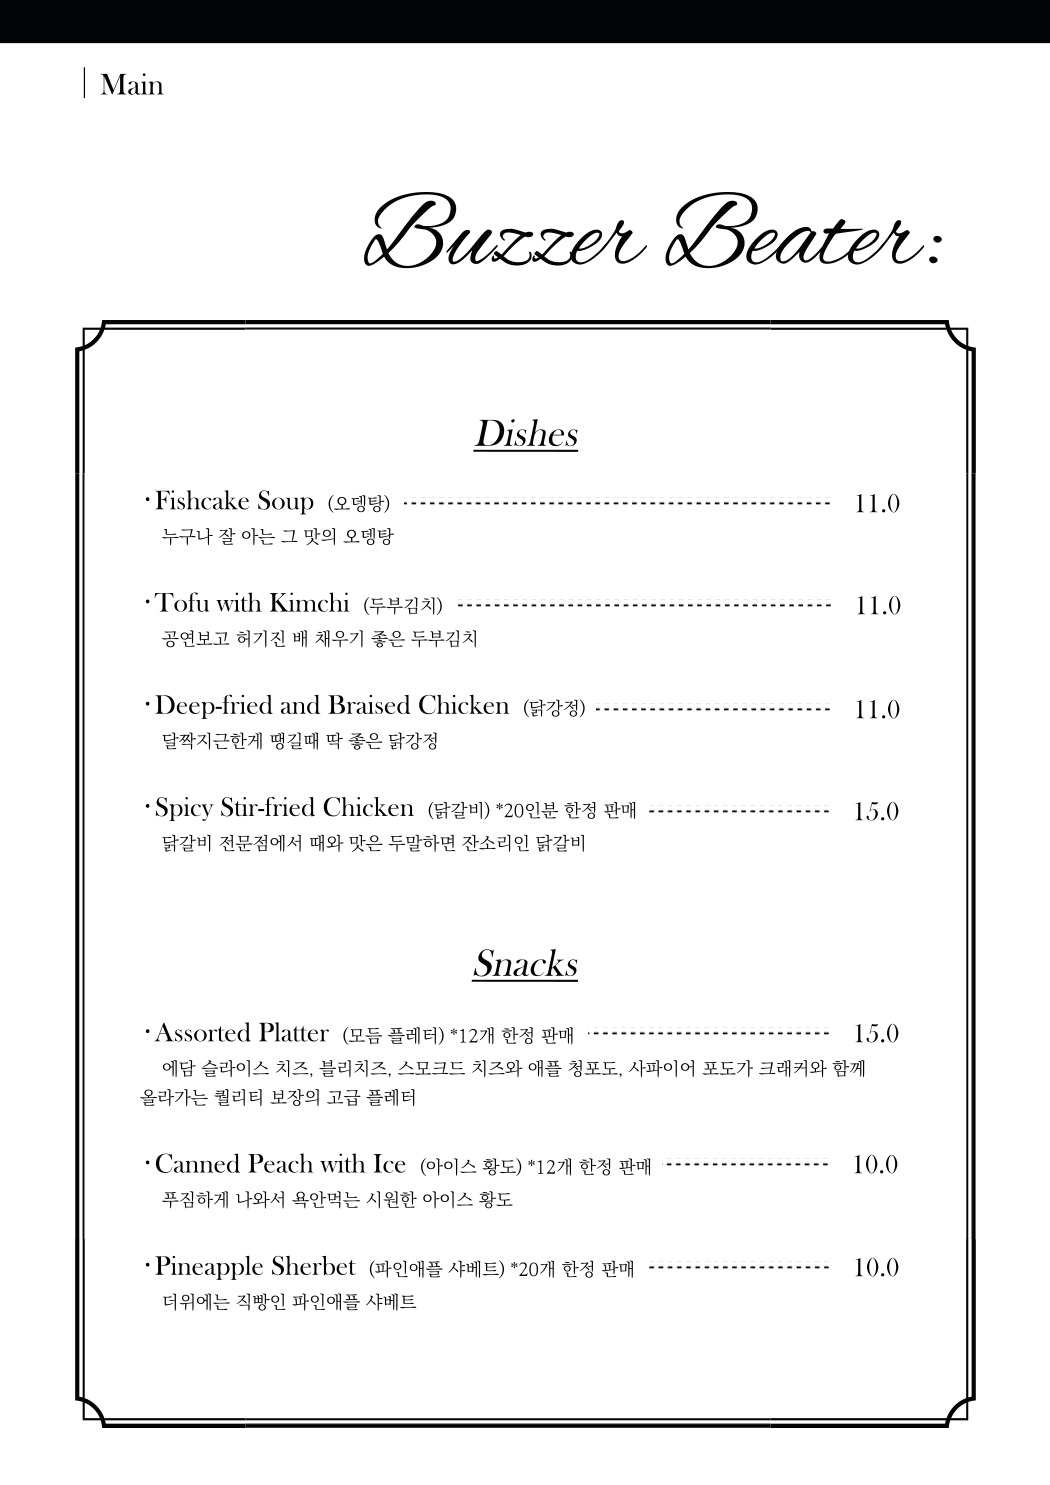 Main
Buzzer Beater:
Dishes
·Fishcake Soup (오뎅탕) 11.0
누구나 잘 아는 그 맛의 오뎅탕
·Tofu with Kimchi (두부김치) 11.0
공연보고 허기진 배 채우기 좋은 두부김치
·Deep-fried and Braised Chicken (닭강정) 11.0
달짝지근한게 땡길때 딱 좋은 닭강정
·Spicy Stir-fried Chicken (닭갈비) *20인분 한정 판매 15.0
닭갈비 전문점에서 때와 맛은 두말하면 잔소리인 닭갈비
Snacks
·Assorted Platter (모듬 플레터) *12개 한정 판매 15.0
에담 슬라이스 치즈, 블리치즈, 스모크드 치즈와 애플 청포도, 사파이어 포도가 크래커와 함께
올라가는 퀄리티 보장의 고급 플레터
·Canned Peach with Ice (아이스 황도) *12개 한정 판매 10.0
푸짐하게 나와서 욕안먹는 시원한 아이스 황도
·Pineapple Sherbet (파인애플 샤베트) *20개 한정 판매 10.0
더위에는 직빵인 파인애플 샤베트